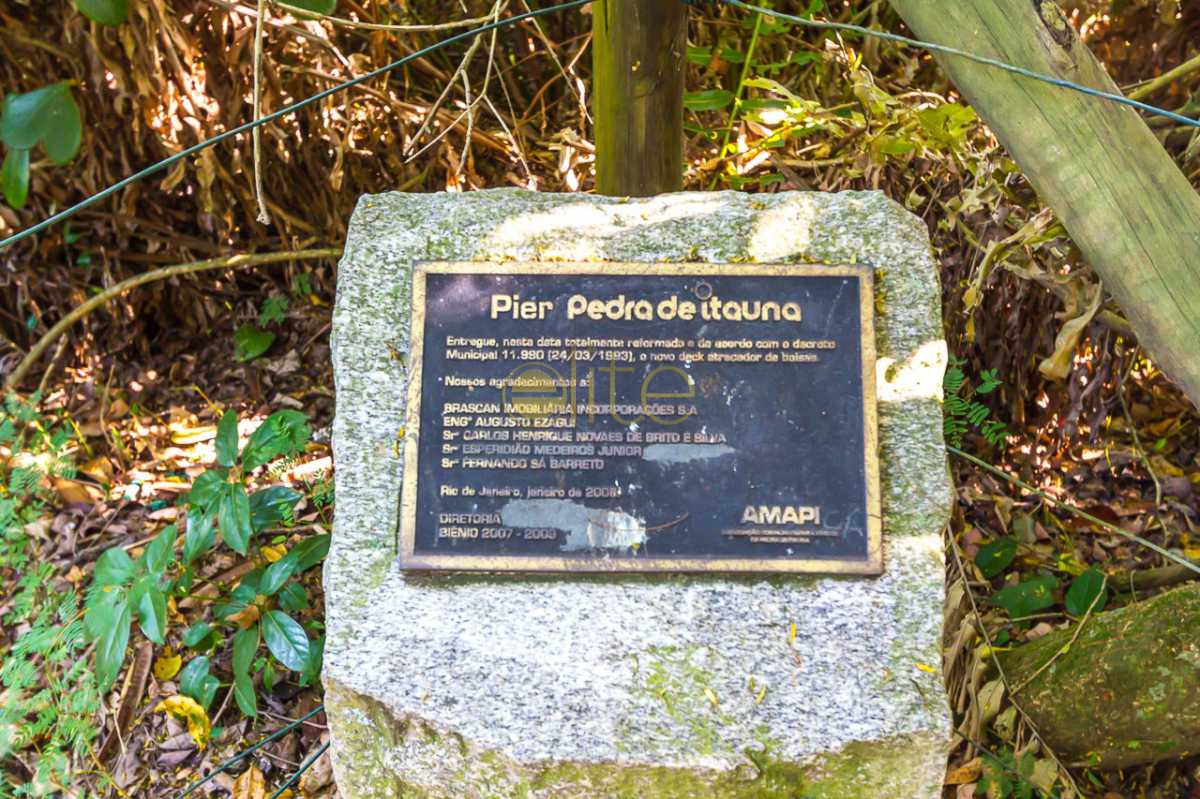 Pier Pedra de itauna
Entregue, nesta data totalmente reformado e de acordo com o decreto
Municipal 11.990 (24/03/1993), o novo deck atracador de balsas.
Nossos agradecimentos a:
elite
BRASCAN IMOBILIÁRIA INCORPORAÇÕES S.A
ENGº AUGUSTO EZAGUI
Srº CARLOS HENRIQUE NOVAES DE BRITO E SILVA
Srº ESPERIDIÃO MEDEIROS JUNIOR
Srº FERNANDO SÁ BARRETO
Rio de Janeiro, janeiro de 2008
DIRETORIA
BIÊNIO 2007 - 2009
AMAPI